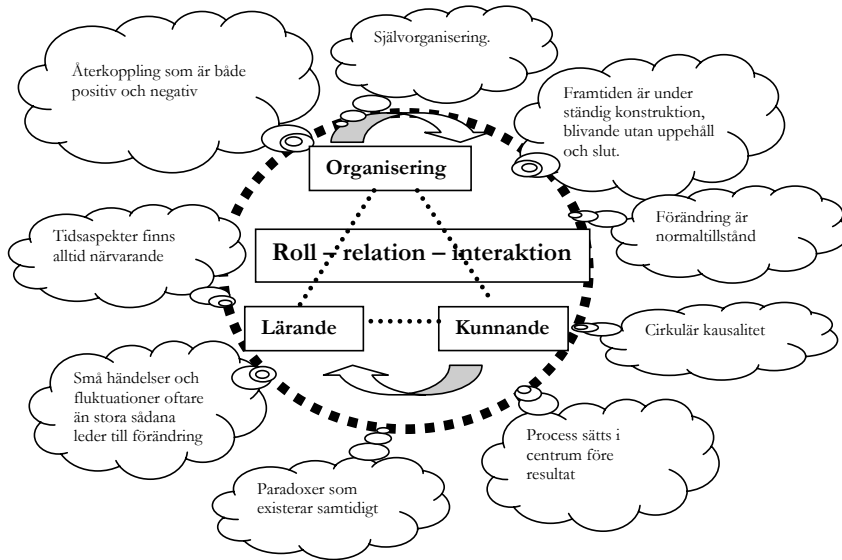 Självorganisering.
Återkoppling som är både
positiv och negativ
Framtiden är under
ständig konstruktion,
blivande utan uppehåll
och slut.
Organisering
Förändring är
normaltillstånd
Tidsaspekter finns
alltid närvarande
Roll – relation – interaktion
Lärande
Kunnande
Cirkulär kausalitet
Små händelser och
fluktuationer oftare
än stora sådana
leder till förändring
Process sätts i
centrum före
resultat
Paradoxer som
existerar samtidigt